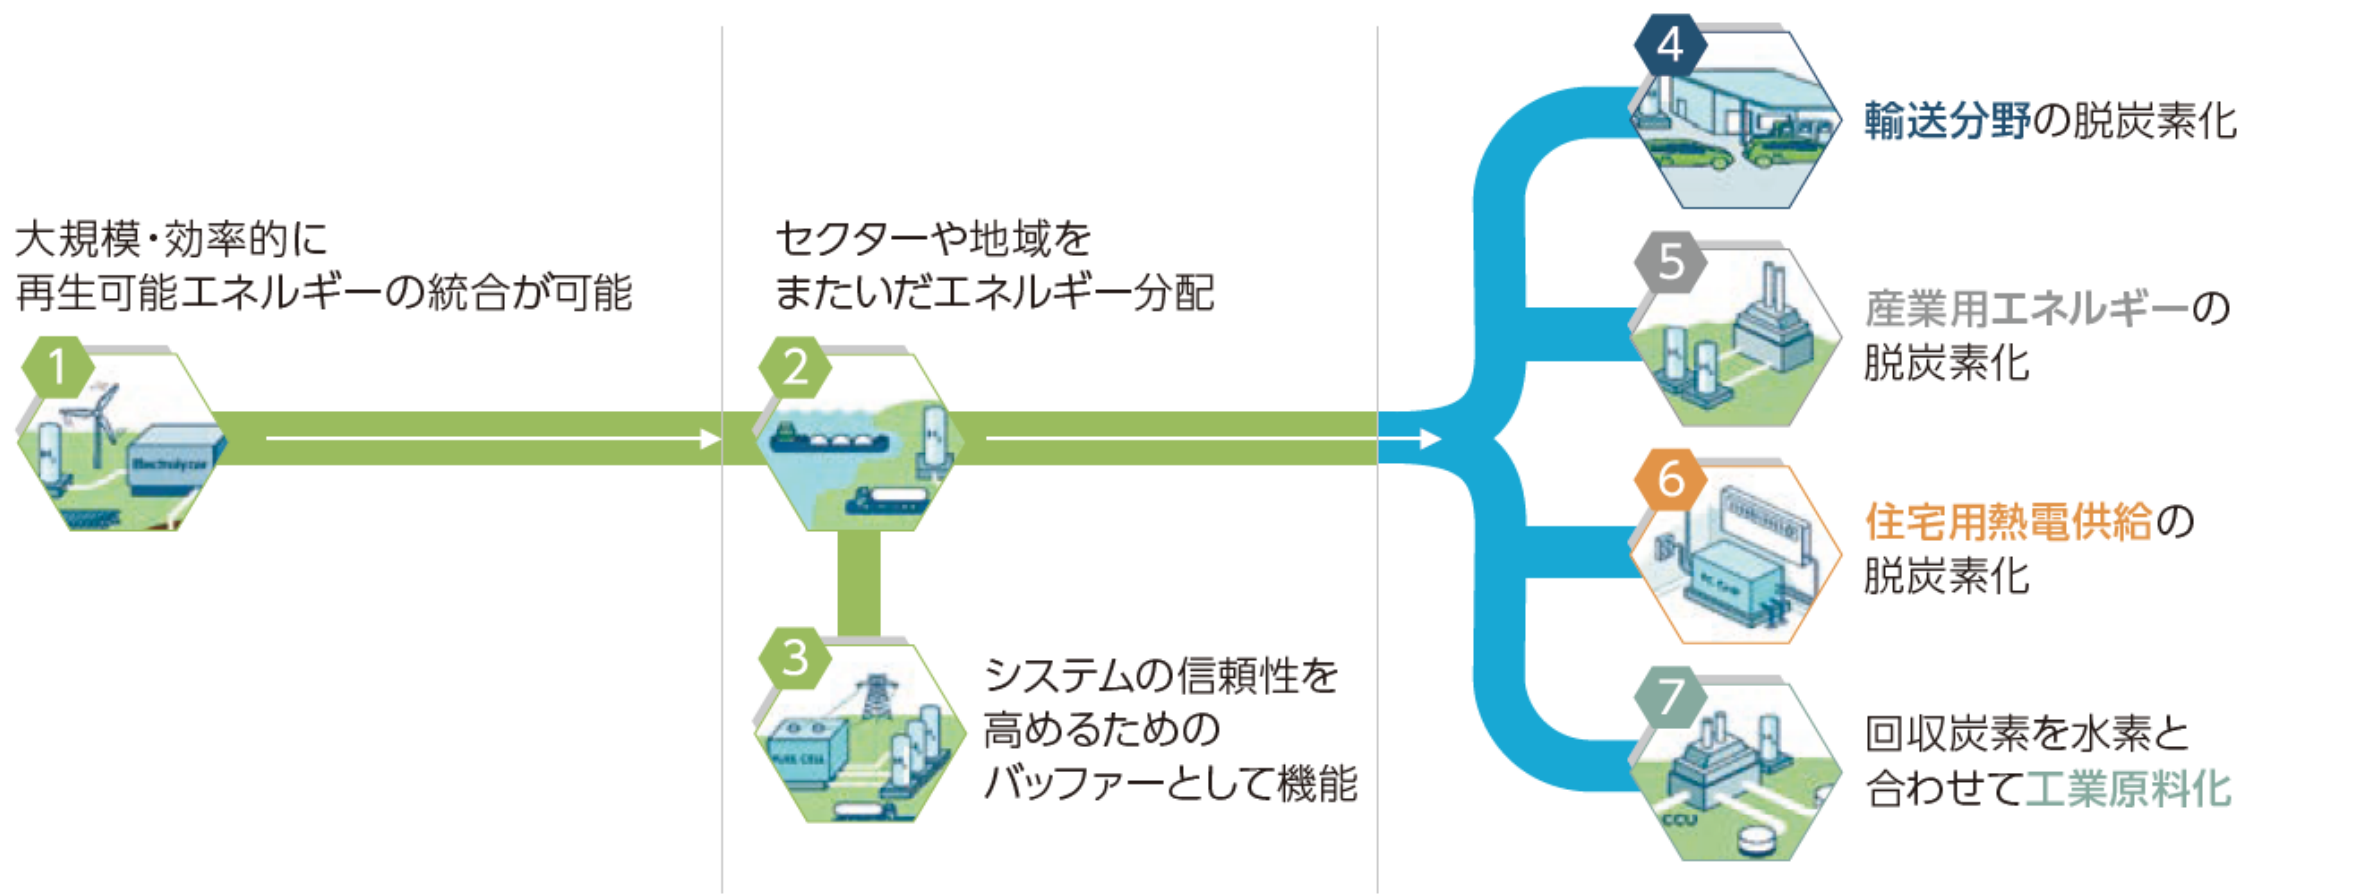 大規模・効率的に
再生可能エネルギーの統合が可能
1
Electrolyzer
セクターや地域を
またいだエネルギー分配
2
H₂
3
FUEL CELL
システムの信頼性を
高めるための
バッファーとして機能
4
輸送分野の脱炭素化
5
産業用エネルギーの
脱炭素化
6
住宅用熱電供給の
脱炭素化
7
CCU
回収炭素を水素と
合わせて工業原料化